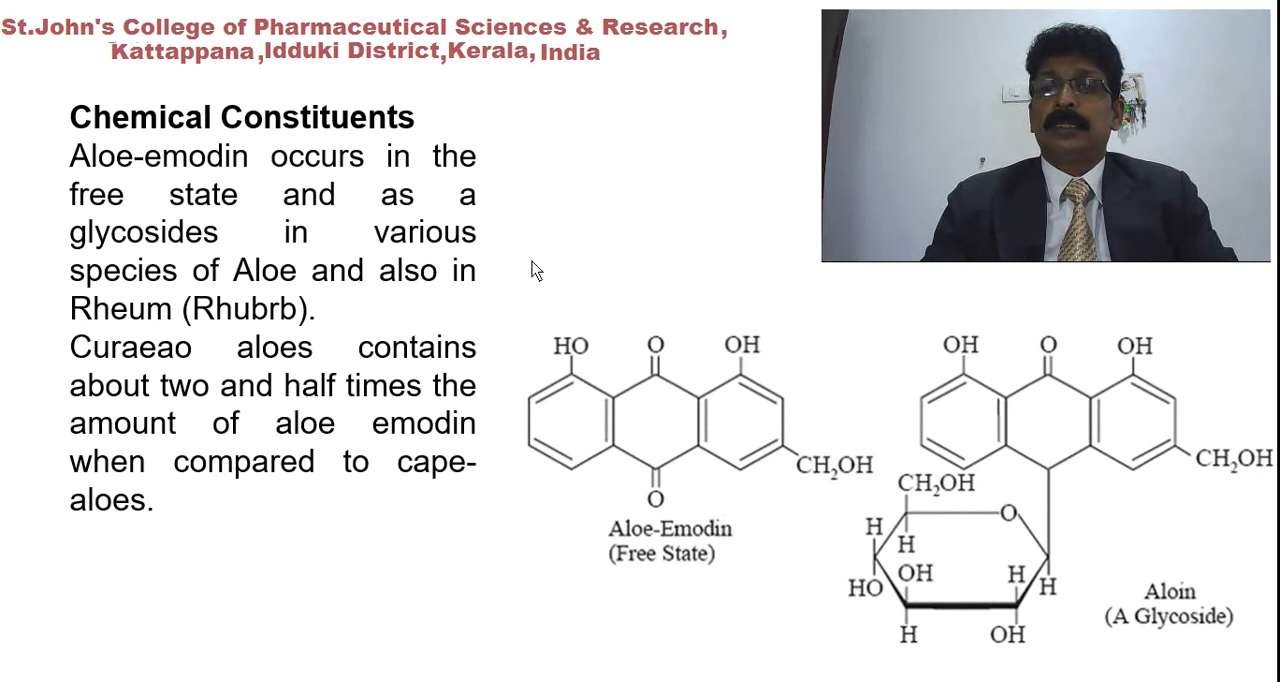 St.John's College of Pharmaceutical Sciences & Research,
Kattappana,Idduki District,Kerala, India
Chemical Constituents
Aloe-emodin occurs in the
free state and as a
glycosides in various
species of Aloe and also in
Rheum (Rhubrb).
Curaeao aloes contains
about two and half times the
amount of aloe emodin
when compared to cape-
aloes.
HO O OH
CH₂OH
O
Aloe-Emodin
(Free State)
OH O OH
CH₂OH
CH₂OH
O
H
H
OH
HO
H
H
H
OH
Aloin
(A Glycoside)